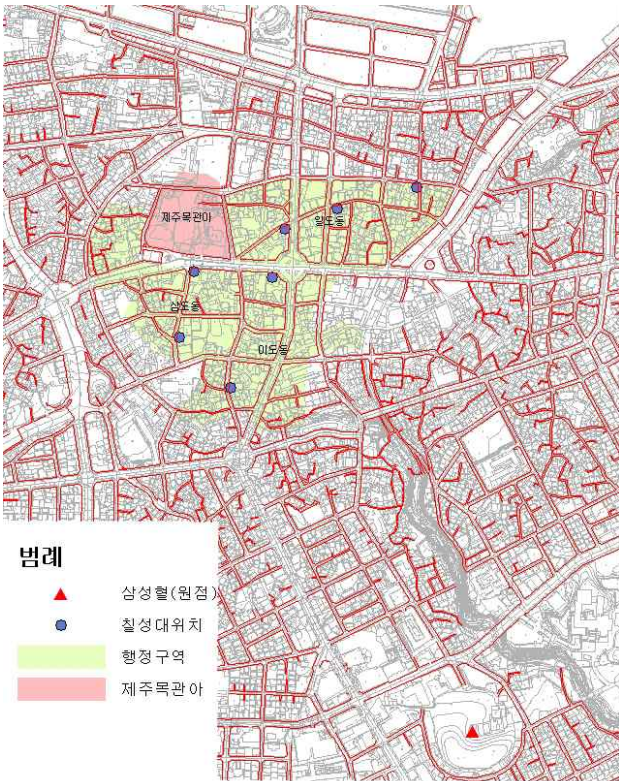 제주목관아
일도동
삼도동
이도동
범례
삼성혈(원점)
칠성대위치
행정구역
제주목관아